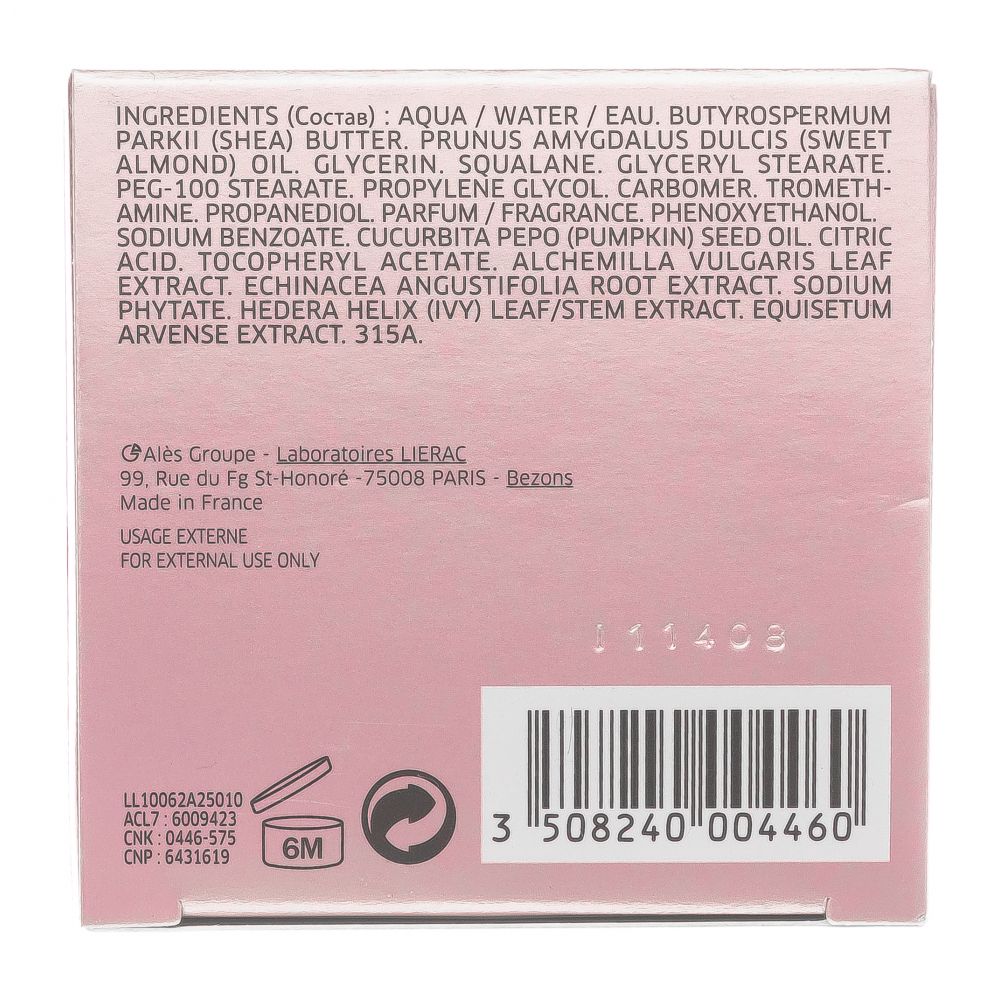 INGREDIENTS (Состав) : AQUA / WATER / EAU. BUTYROSPERMUM
PARKII (SHEA) BUTTER. PRUNUS AMYGDALUS DULCIS (SWEET
ALMOND) OIL. GLYCERIN. SQUALANE. GLYCERYL STEARATE.
PEG-100 STEARATE. PROPYLENE GLYCOL. CARBOMER. TROMETH-
AMINE. PROPANEDIOL. PARFUM / FRAGRANCE. PHENOXYETHANOL.
SODIUM BENZOATE. CUCURBITA PEPO (PUMPKIN) SEED OIL. CITRIC
ACID. TOCOPHERYL ACETATE. ALCHEMILLA VULGARIS LEAF
EXTRACT. ECHINACEA ANGUSTIFOLIA ROOT EXTRACT. SODIUM
PHYTATE. HEDERA HELIX (IVY) LEAF/STEM EXTRACT. EQUISETUM
ARVENSE EXTRACT. 315A.
Alès Groupe - Laboratoires LIERAC
99, Rue du Fg St-Honoré -75008 PARIS - Bezons
Made in France
USAGE EXTERNE
FOR EXTERNAL USE ONLY
111408
LL10062A25010
ACL7 : 6009423
CNK : 0446-575
CNP : 6431619
6M
3 508240 004460